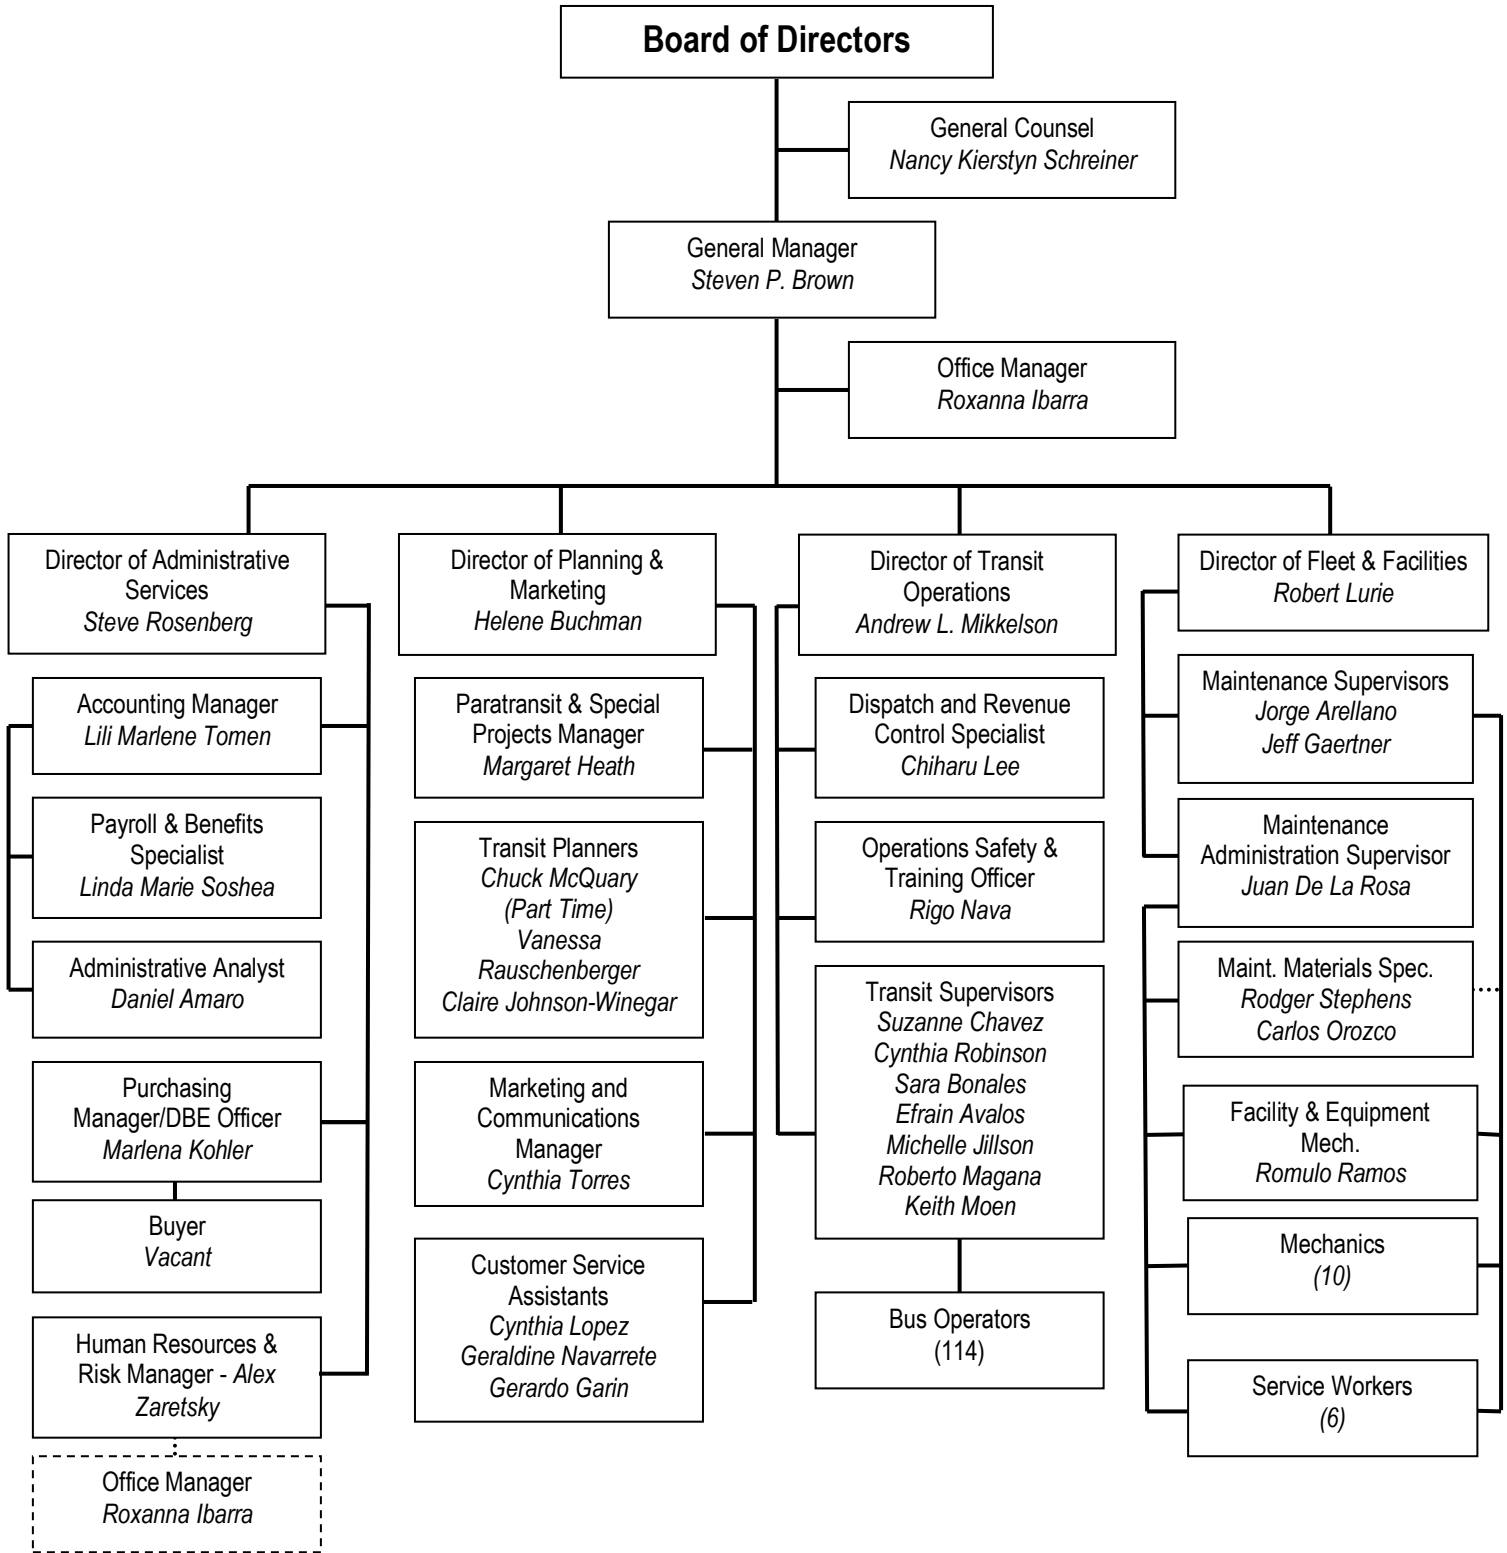 Board of Directors
General Counsel
Nancy Kierstyn Schreiner
General Manager
Steven P. Brown
Office Manager
Roxanna Ibarra
Director of Administrative
Services
Steve Rosenberg
Accounting Manager
Lili Marlene Tomen
Payroll & Benefits
Specialist
Linda Marie Soshea
Administrative Analyst
Daniel Amaro
Purchasing
Manager/DBE Officer
Marlena Kohler
Buyer
Vacant
Human Resources &
Risk Manager - Alex
Zaretsky
Office Manager
Roxanna Ibarra
Director of Planning &
Marketing
Helene Buchman
Paratransit & Special
Projects Manager
Margaret Heath
Transit Planners
Chuck McQuary
(Part Time)
Vanessa
Rauschenberger
Claire Johnson-Winegar
Marketing and
Communications
Manager
Cynthia Torres
Customer Service
Assistants
Cynthia Lopez
Geraldine Navarrete
Gerardo Garin
Director of Transit
Operations
Andrew L. Mikkelson
Dispatch and Revenue
Control Specialist
Chiharu Lee
Operations Safety &
Training Officer
Rigo Nava
Transit Supervisors
Suzanne Chavez
Cynthia Robinson
Sara Bonales
Efrain Avalos
Michelle Jillson
Roberto Magana
Keith Moen
Bus Operators
(114)
Director of Fleet & Facilities
Robert Lurie
Maintenance Supervisors
Jorge Arellano
Jeff Gaertner
Maintenance
Administration Supervisor
Juan De La Rosa
Maint. Materials Spec.
Rodger Stephens
Carlos Orozco
Facility & Equipment
Mech.
Romulo Ramos
Mechanics
(10)
Service Workers
(6)